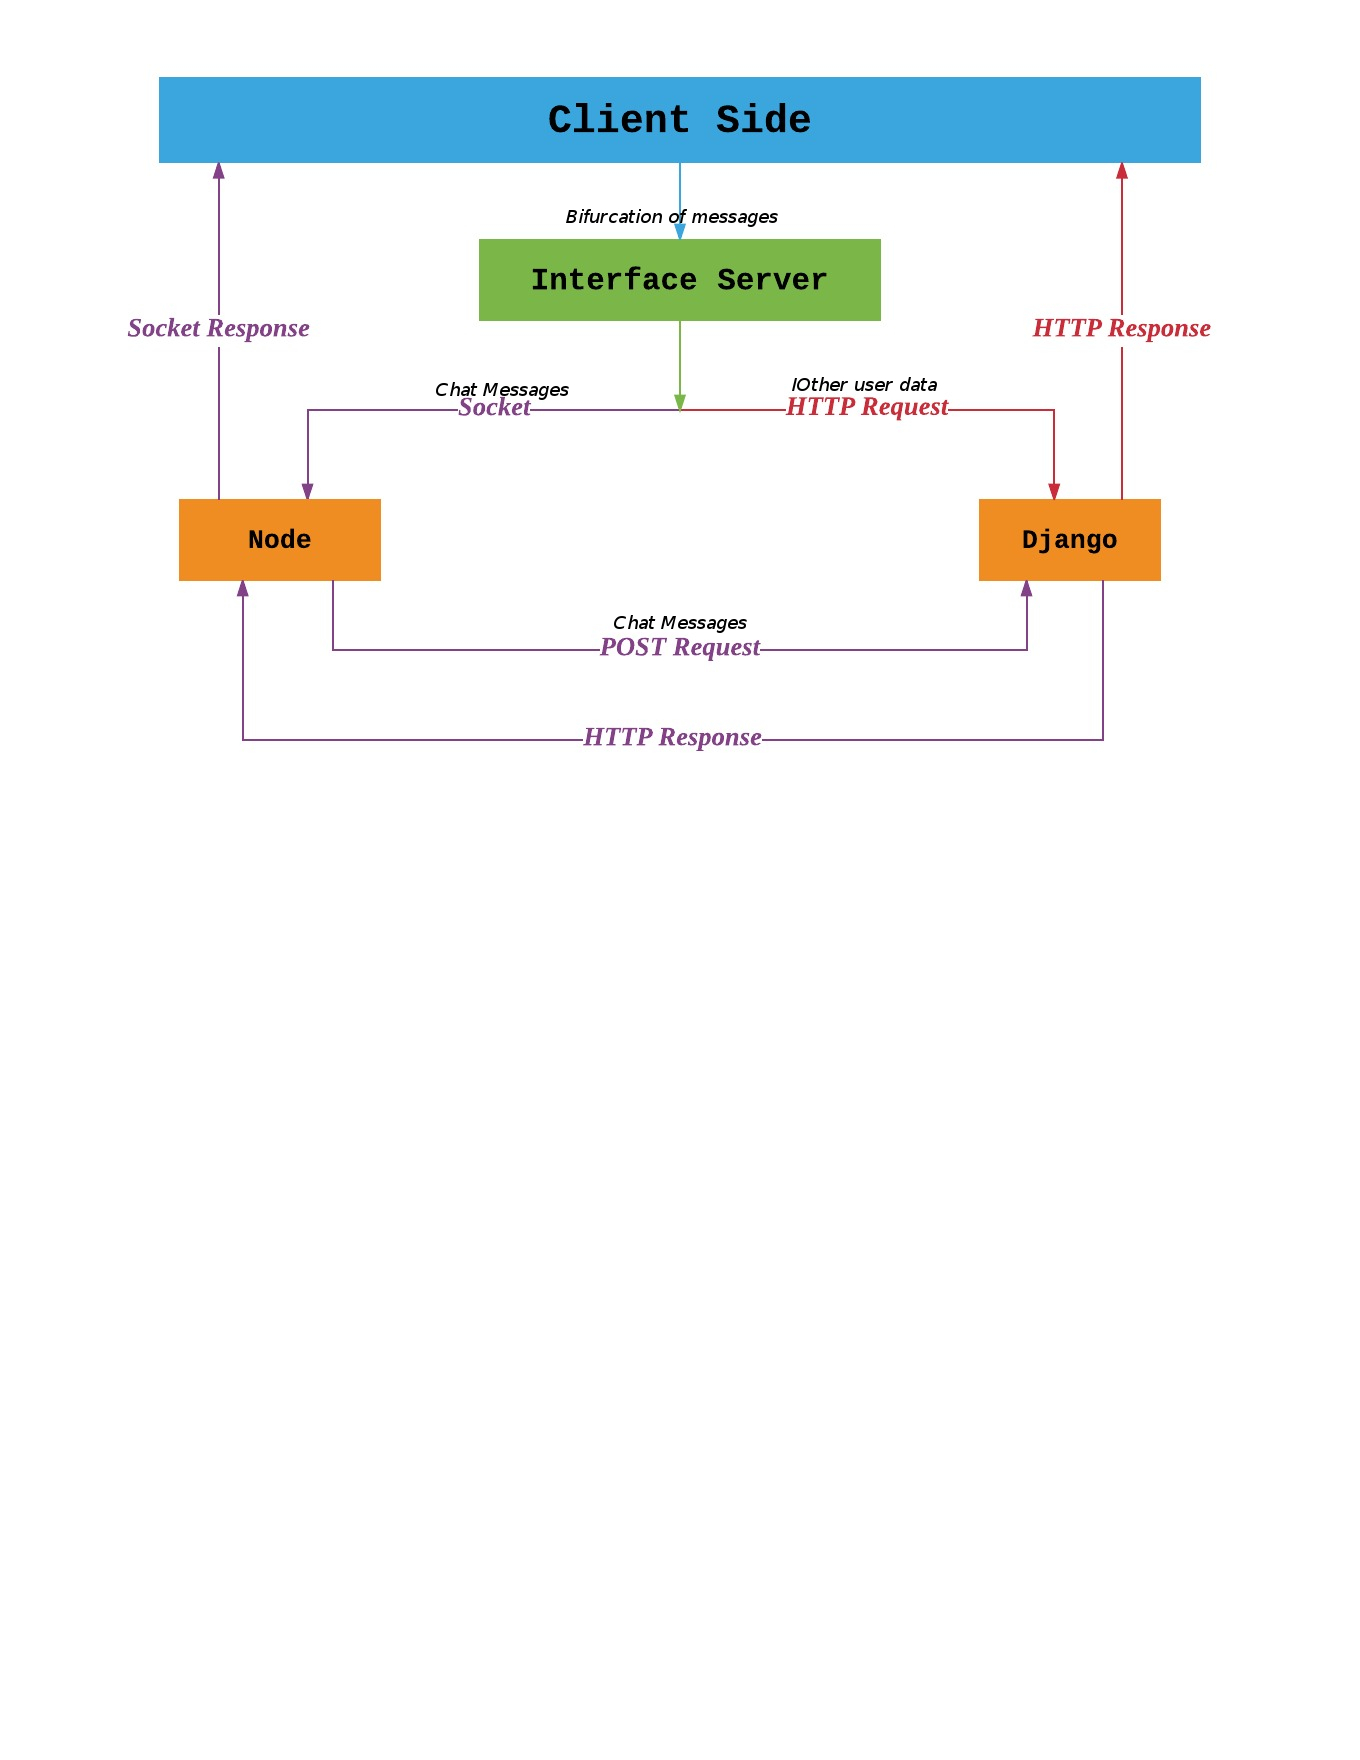 Client Side
Bifurcation of messages
Interface Server
Socket Response
HTTP Response
Chat Messages
Socket
IOther user data
HTTP Request
Node
Django
Chat Messages
POST Request
HTTP Response